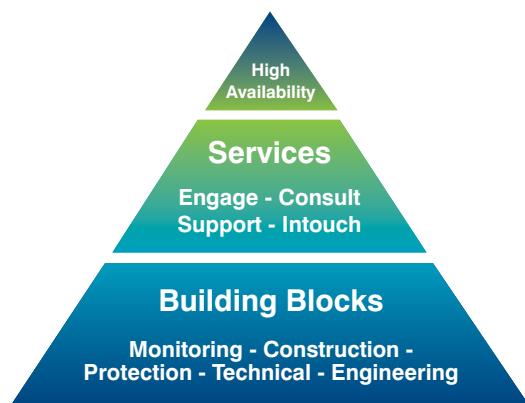 High
Availability
Services
Engage - Consult
Support - Intouch
Building Blocks
Monitoring - Construction -
Protection - Technical - Engineering